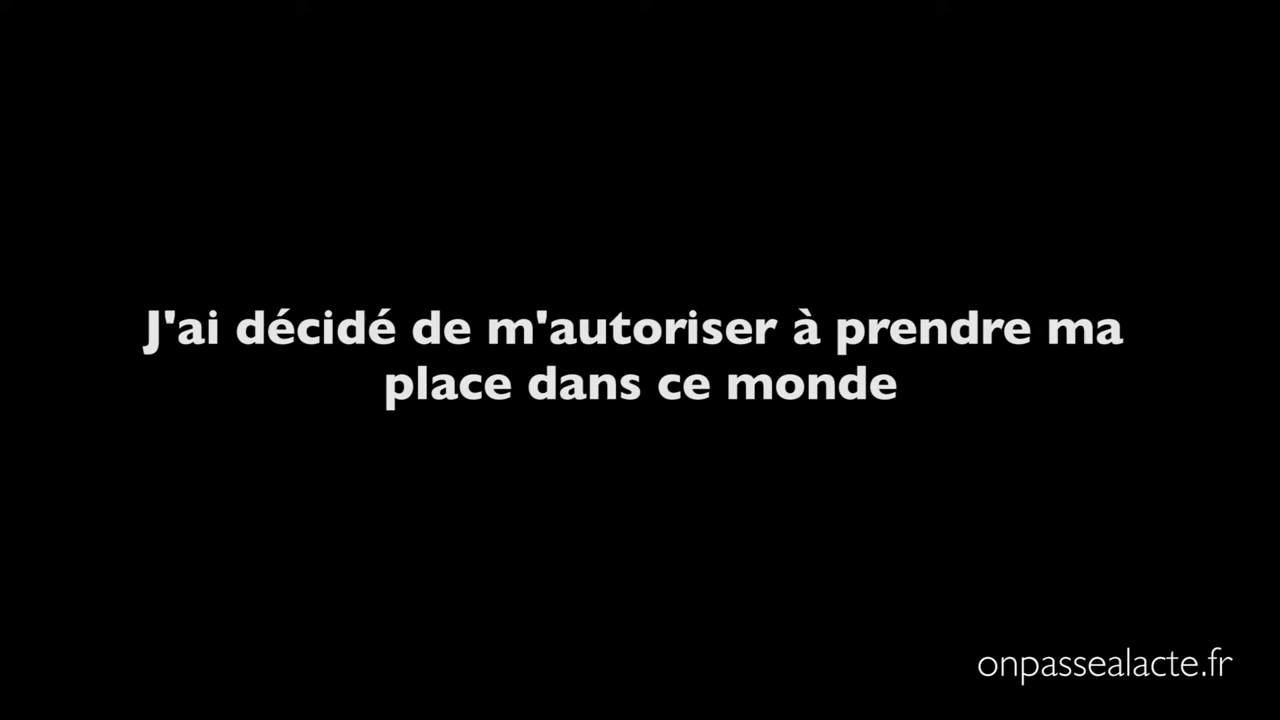 J'ai décidé de m'autoriser à prendre ma
place dans ce monde
onpassealacte.fr